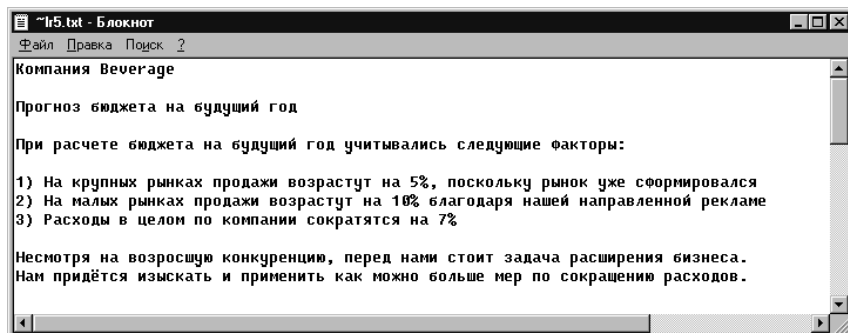 ~lr5.txt - Блокнот
Файл Правка Поиск ?
Компания Beverage
Прогноз бюджета на будущий год
При расчете бюджета на будущий год учитывались следующие факторы:
1) На крупных рынках продажи возрастут на 5%, поскольку рынок уже сформировался
2) На малых рынках продажи возрастут на 10% благодаря нашей направленной рекламе
3) Расходы в целом по компании сократятся на 7%
Несмотря на возросшую конкуренцию, перед нами стоит задача расширения бизнеса.
Нам придётся изыскать и применить как можно больше мер по сокращению расходов.